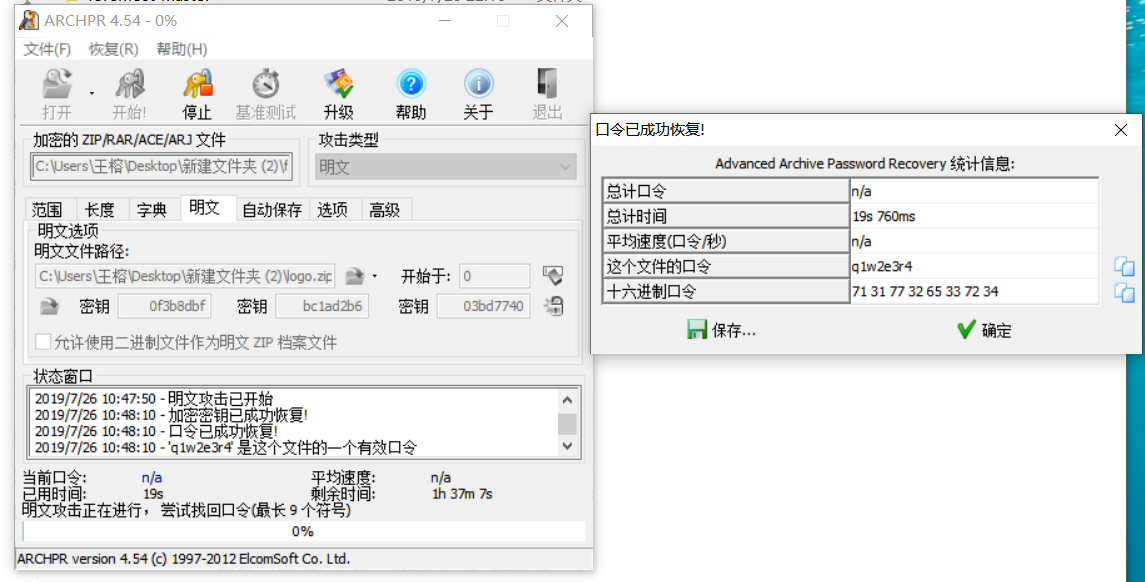 ARCHPR 4.54 - 0%
文件(F) 恢复(R) 帮助(H)
打开 开始! 停止 基准测试 升级 帮助 关于 退出
加密的 ZIP/RAR/ACE/ARJ 文件 攻击类型
C:\Users\王榕\Desktop\新建文件夹 (2)\f 明文
范围 长度 字典 明文 自动保存 选项 高级
明文选项
明文文件路径:
C:\Users\王榕\Desktop\新建文件夹 (2)\logo.zip 开始于: 0
密钥 0f3b8dbf 密钥 bc1ad2b6 密钥 03bd7740
允许使用二进制文件作为明文 ZIP 档案文件
状态窗口
2019/7/26 10:47:50 - 明文攻击已开始
2019/7/26 10:48:10 - 加密密钥已成功恢复!
2019/7/26 10:48:10 - 口令已成功恢复!
2019/7/26 10:48:10 - 'q1w2e3r4' 是这个文件的一个有效口令
当前口令: n/a 平均速度: n/a
已用时间: 19s 剩余时间: 1h 37m 7s
明文攻击正在进行，尝试找回口令(最长 9 个符号)
0%
ARCHPR version 4.54 (c) 1997-2012 ElcomSoft Co. Ltd.
口令已成功恢复!
Advanced Archive Password Recovery 统计信息:
总计口令 n/a
总计时间 19s 760ms
平均速度(口令/秒) n/a
这个文件的口令 q1w2e3r4
十六进制口令 71 31 77 32 65 33 72 34
保存... 确定